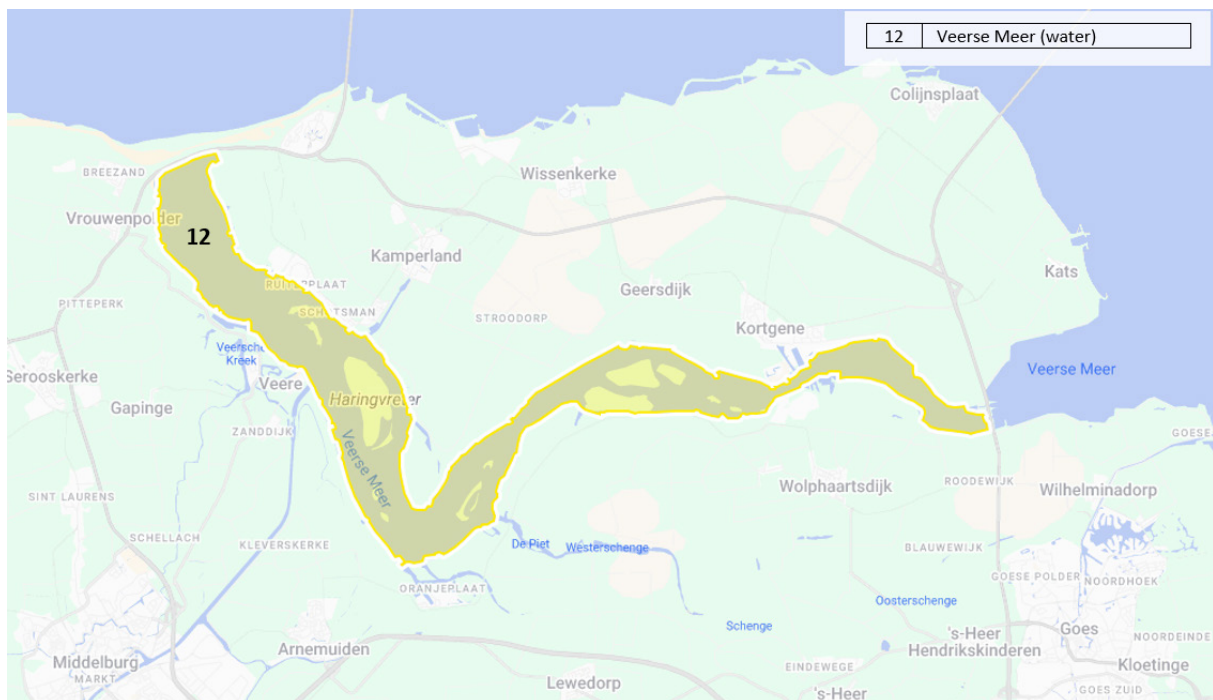 12 Veerse Meer (water)
Colijnsplaat
BREEZAND
Wissenkerke
Vrouwenpolder
12
Kamperland
Kats
RUITERPLAAT
Geersdijk
PITTEPERK
SCHOTSMAN
STROODORP
Kortgene
Veersche
Kreek
Veerse Meer
Serooskerke
Veere
Haringvreter
Gapinge
ZANDDIJK
GOESE
Veerse Meer
SINT LAURENS
Wolphaartsdijk
ROODEWIJK
Wilhelminadorp
SCHELLACH
KLEVERSKERKE
De Piet
Westerschenge
BLAUWEWIJK
ORANJEPLAAT
GOESE POLDER
NOORDHOEK
Oosterschenge
Schenge
Arnemuiden
's-Heer
Hendrikskinderen
Goes
NOORDEINDE
Middelburg
MARKT
EINDEWEGE
Kloetinge
Lewedorp
's-Heer
GOES ZUID